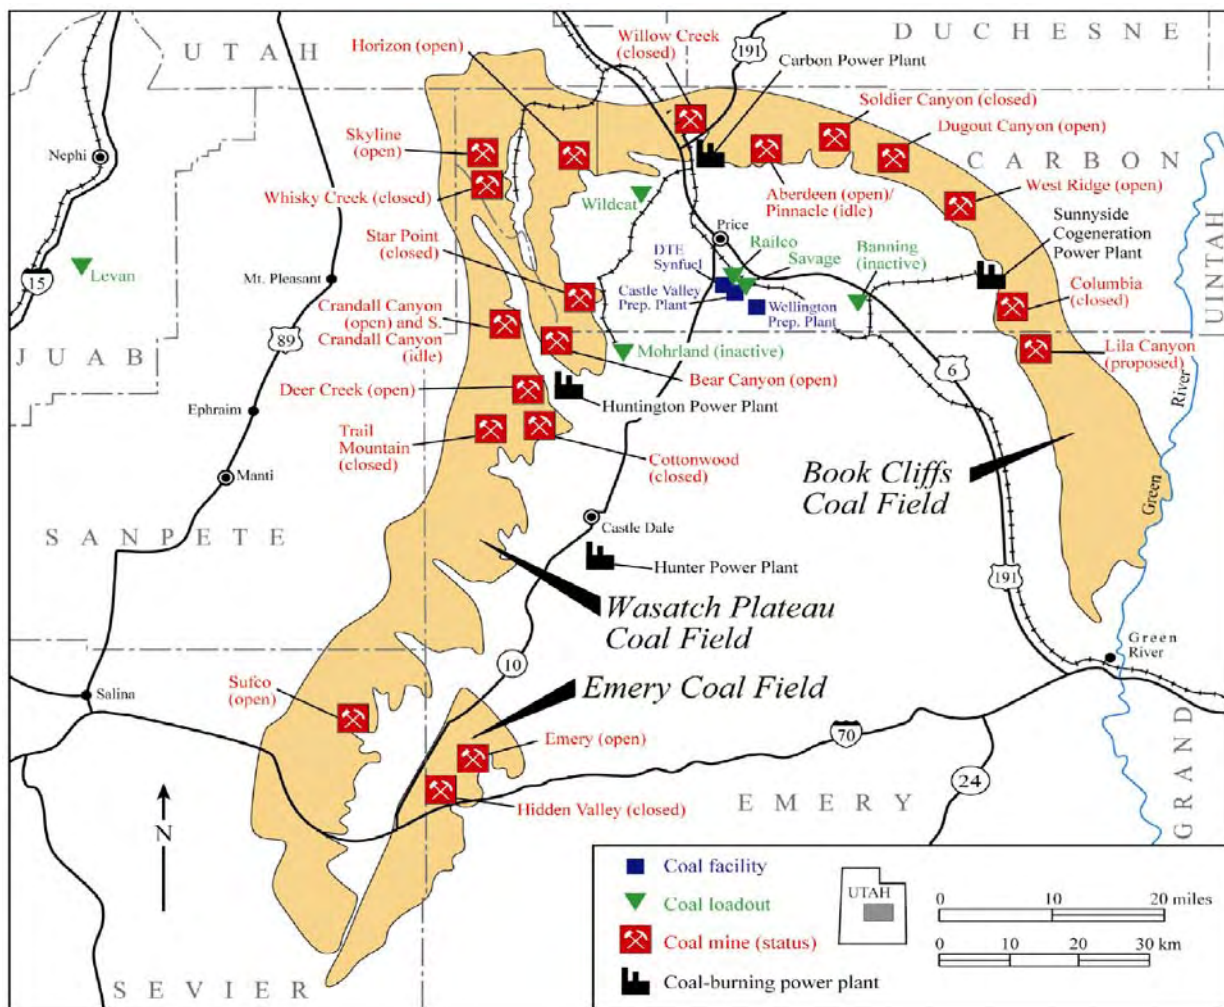 UTAH
DUCHESNE
Horizon (open)
Willow Creek
(closed)
191
Carbon Power Plant
Soldier Canyon (closed)
Dugout Canyon (open)
CARBON
Skyline
(open)
Nephi
Whisky Creek (closed)
Wildcat
Aberdeen (open)/
Pinnacle (idle)
West Ridge (open)
Sunnyside
Cogeneration
Power Plant
UINTAH
Star Point
(closed)
Price
DTE
Synfuel
Railco
Savage
Banning
(inactive)
15
Levan
Mt. Pleasant
Castle Valley
Prep. Plant
Wellington
Prep. Plant
Columbia
(closed)
Crandall Canyon
(open) and S.
Crandall Canyon
(idle)
89
JUAB
Mohrland (inactive)
Lila Canyon
(proposed)
6
Bear Canyon (open)
Deer Creek (open)
Huntington Power Plant
Ephraim
Trail
Mountain
(closed)
Cottonwood
(closed)
Manti
Book Cliffs
Coal Field
Green River
SANPETE
Castle Dale
Hunter Power Plant
191
Wasatch Plateau
Coal Field
Green
River
10
Salina
Sufco
(open)
Emery Coal Field
GRAND
70
Emery (open)
24
EMERY
Hidden Valley (closed)
N
SEVIER
Coal facility
Coal loadout
Coal mine (status)
Coal-burning power plant
UTAH
0 10 20 miles
0 10 20 30 km